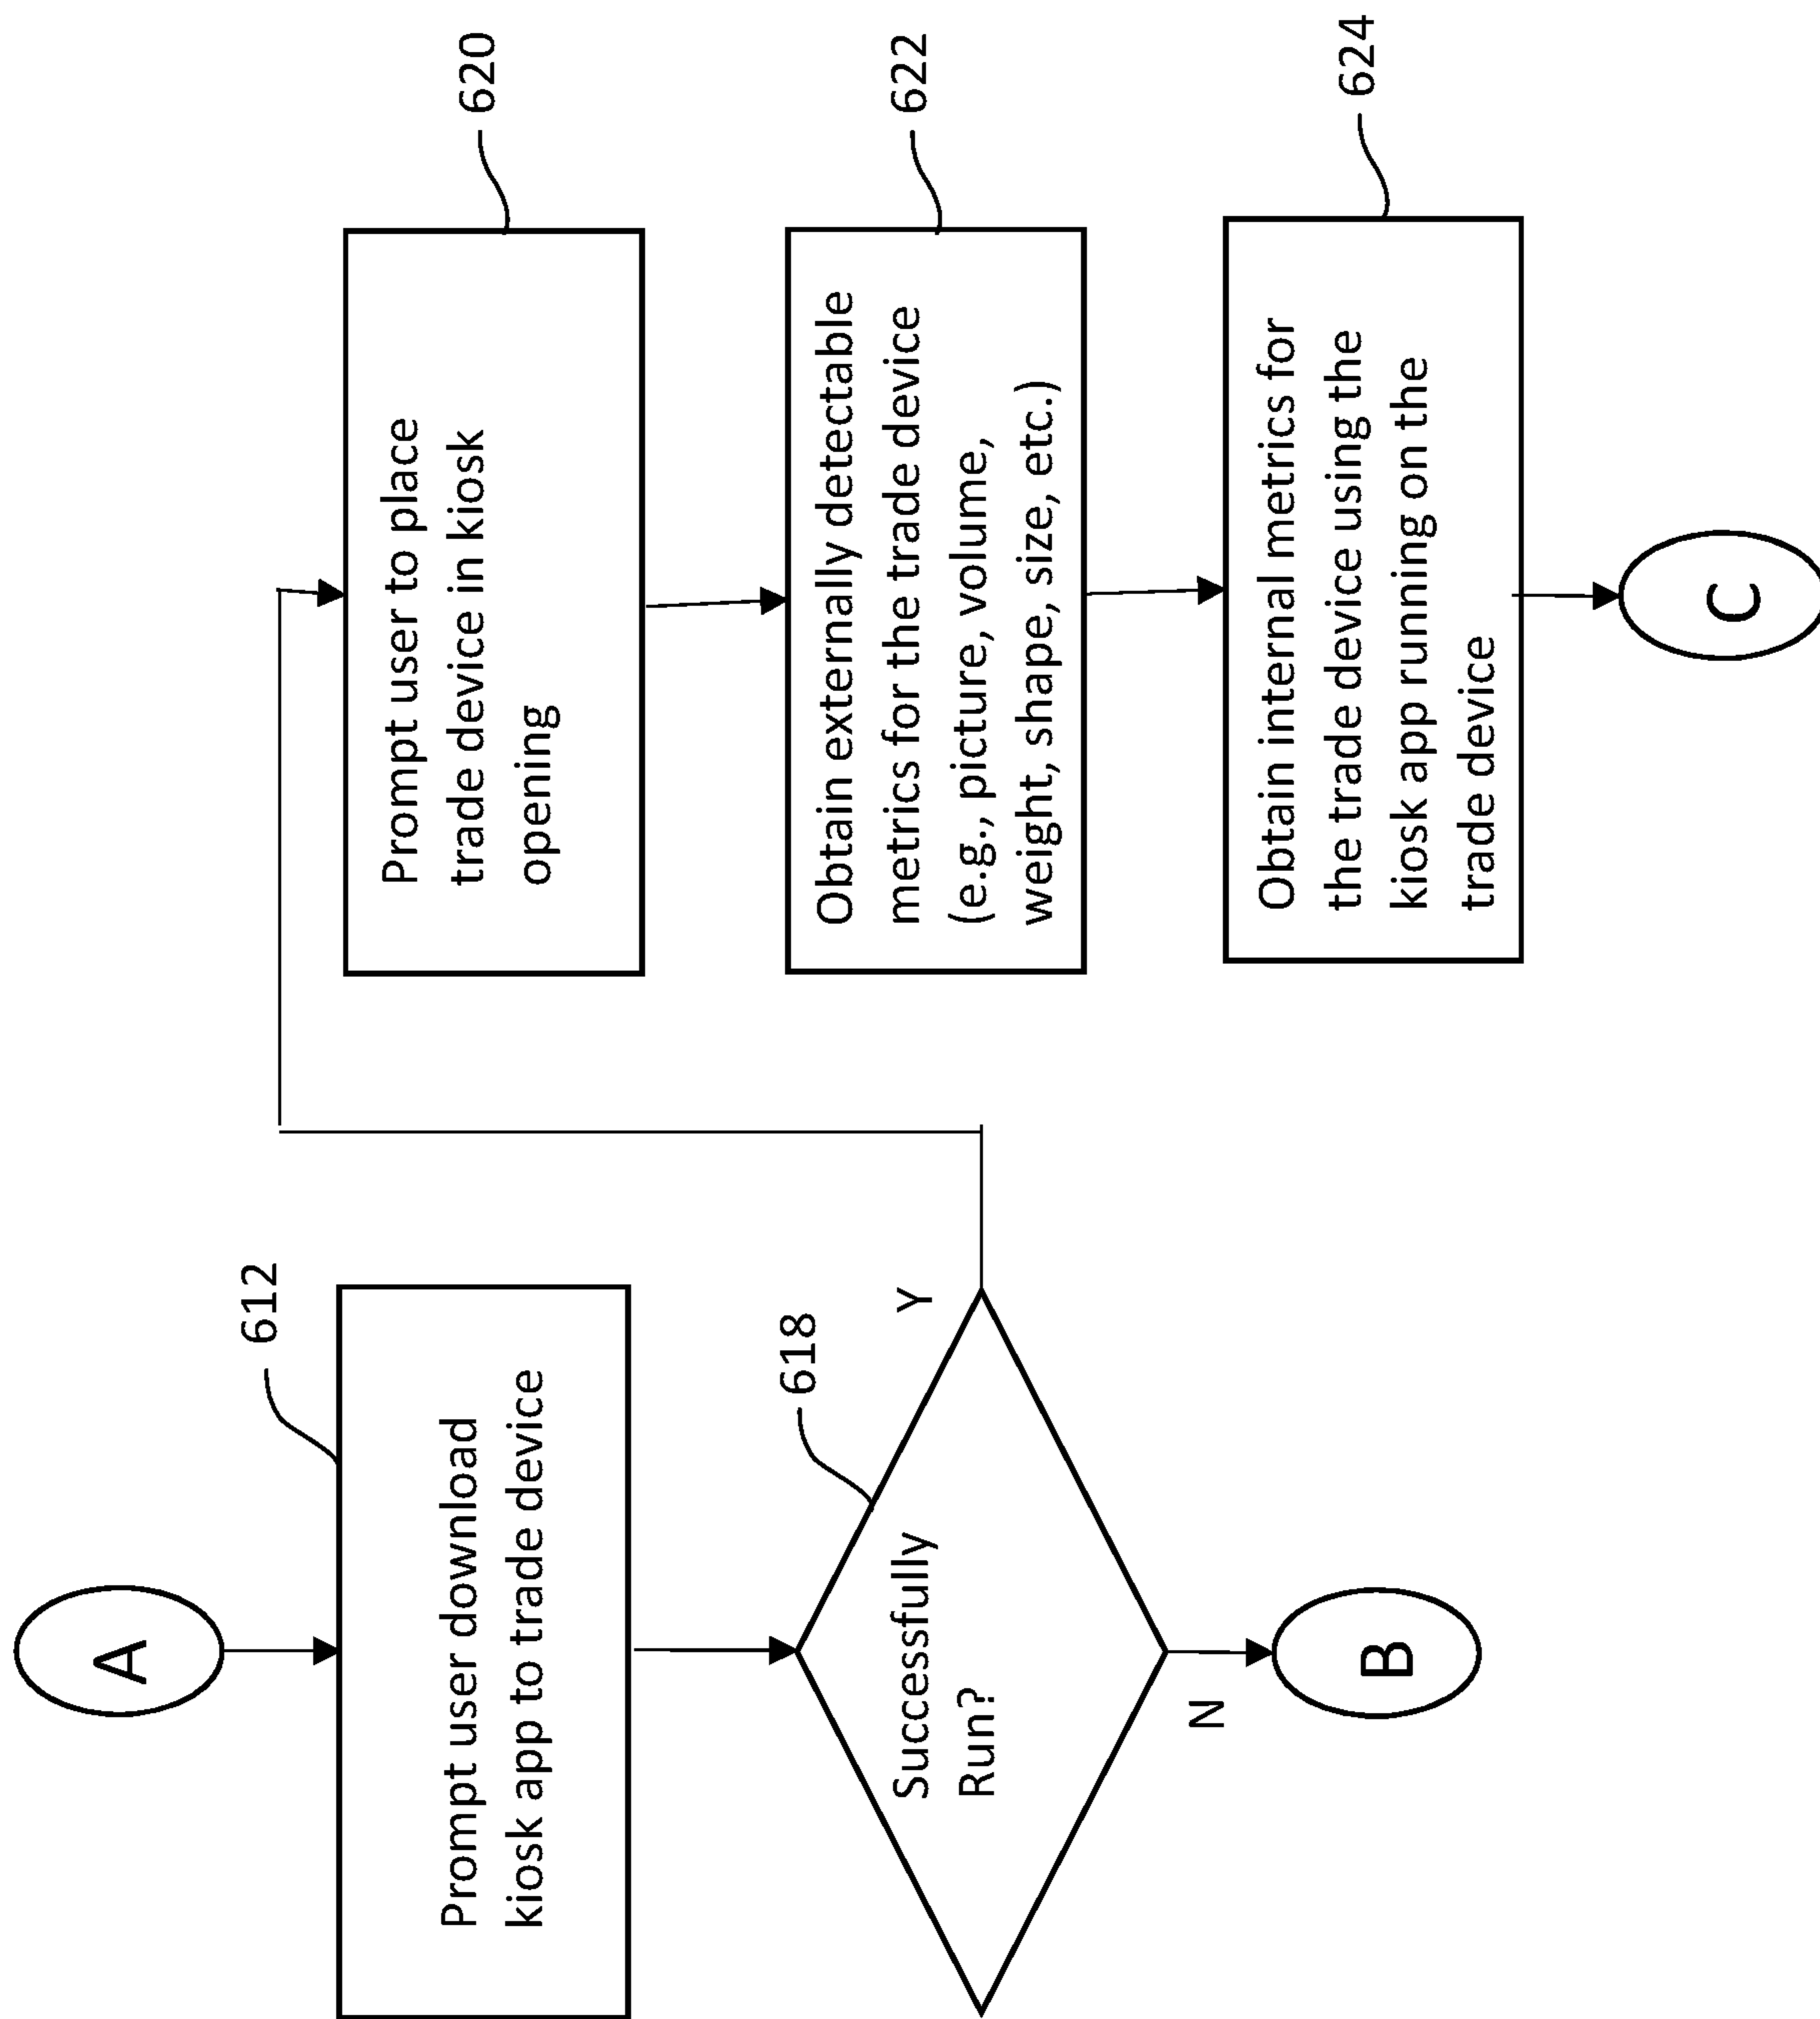 A
612
Prompt user download
kiosk app to trade device
618
Successfully
Run?
Y
N
B
620
Prompt user to place
trade device in kiosk
opening
622
Obtain externally detectable
metrics for the trade device
(e.g., picture, volume,
weight, shape, size, etc.)
624
Obtain internal metrics for
the trade device using the
kiosk app running on the
trade device
C